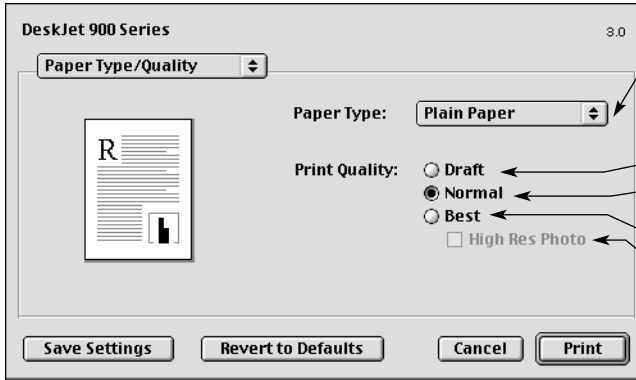 DeskJet 900 Series 3.0
Paper Type/Quality
Paper Type: Plain Paper
R
Print Quality: Draft
Normal
Best
High Res Photo
Save Settings Revert to Defaults Cancel Print